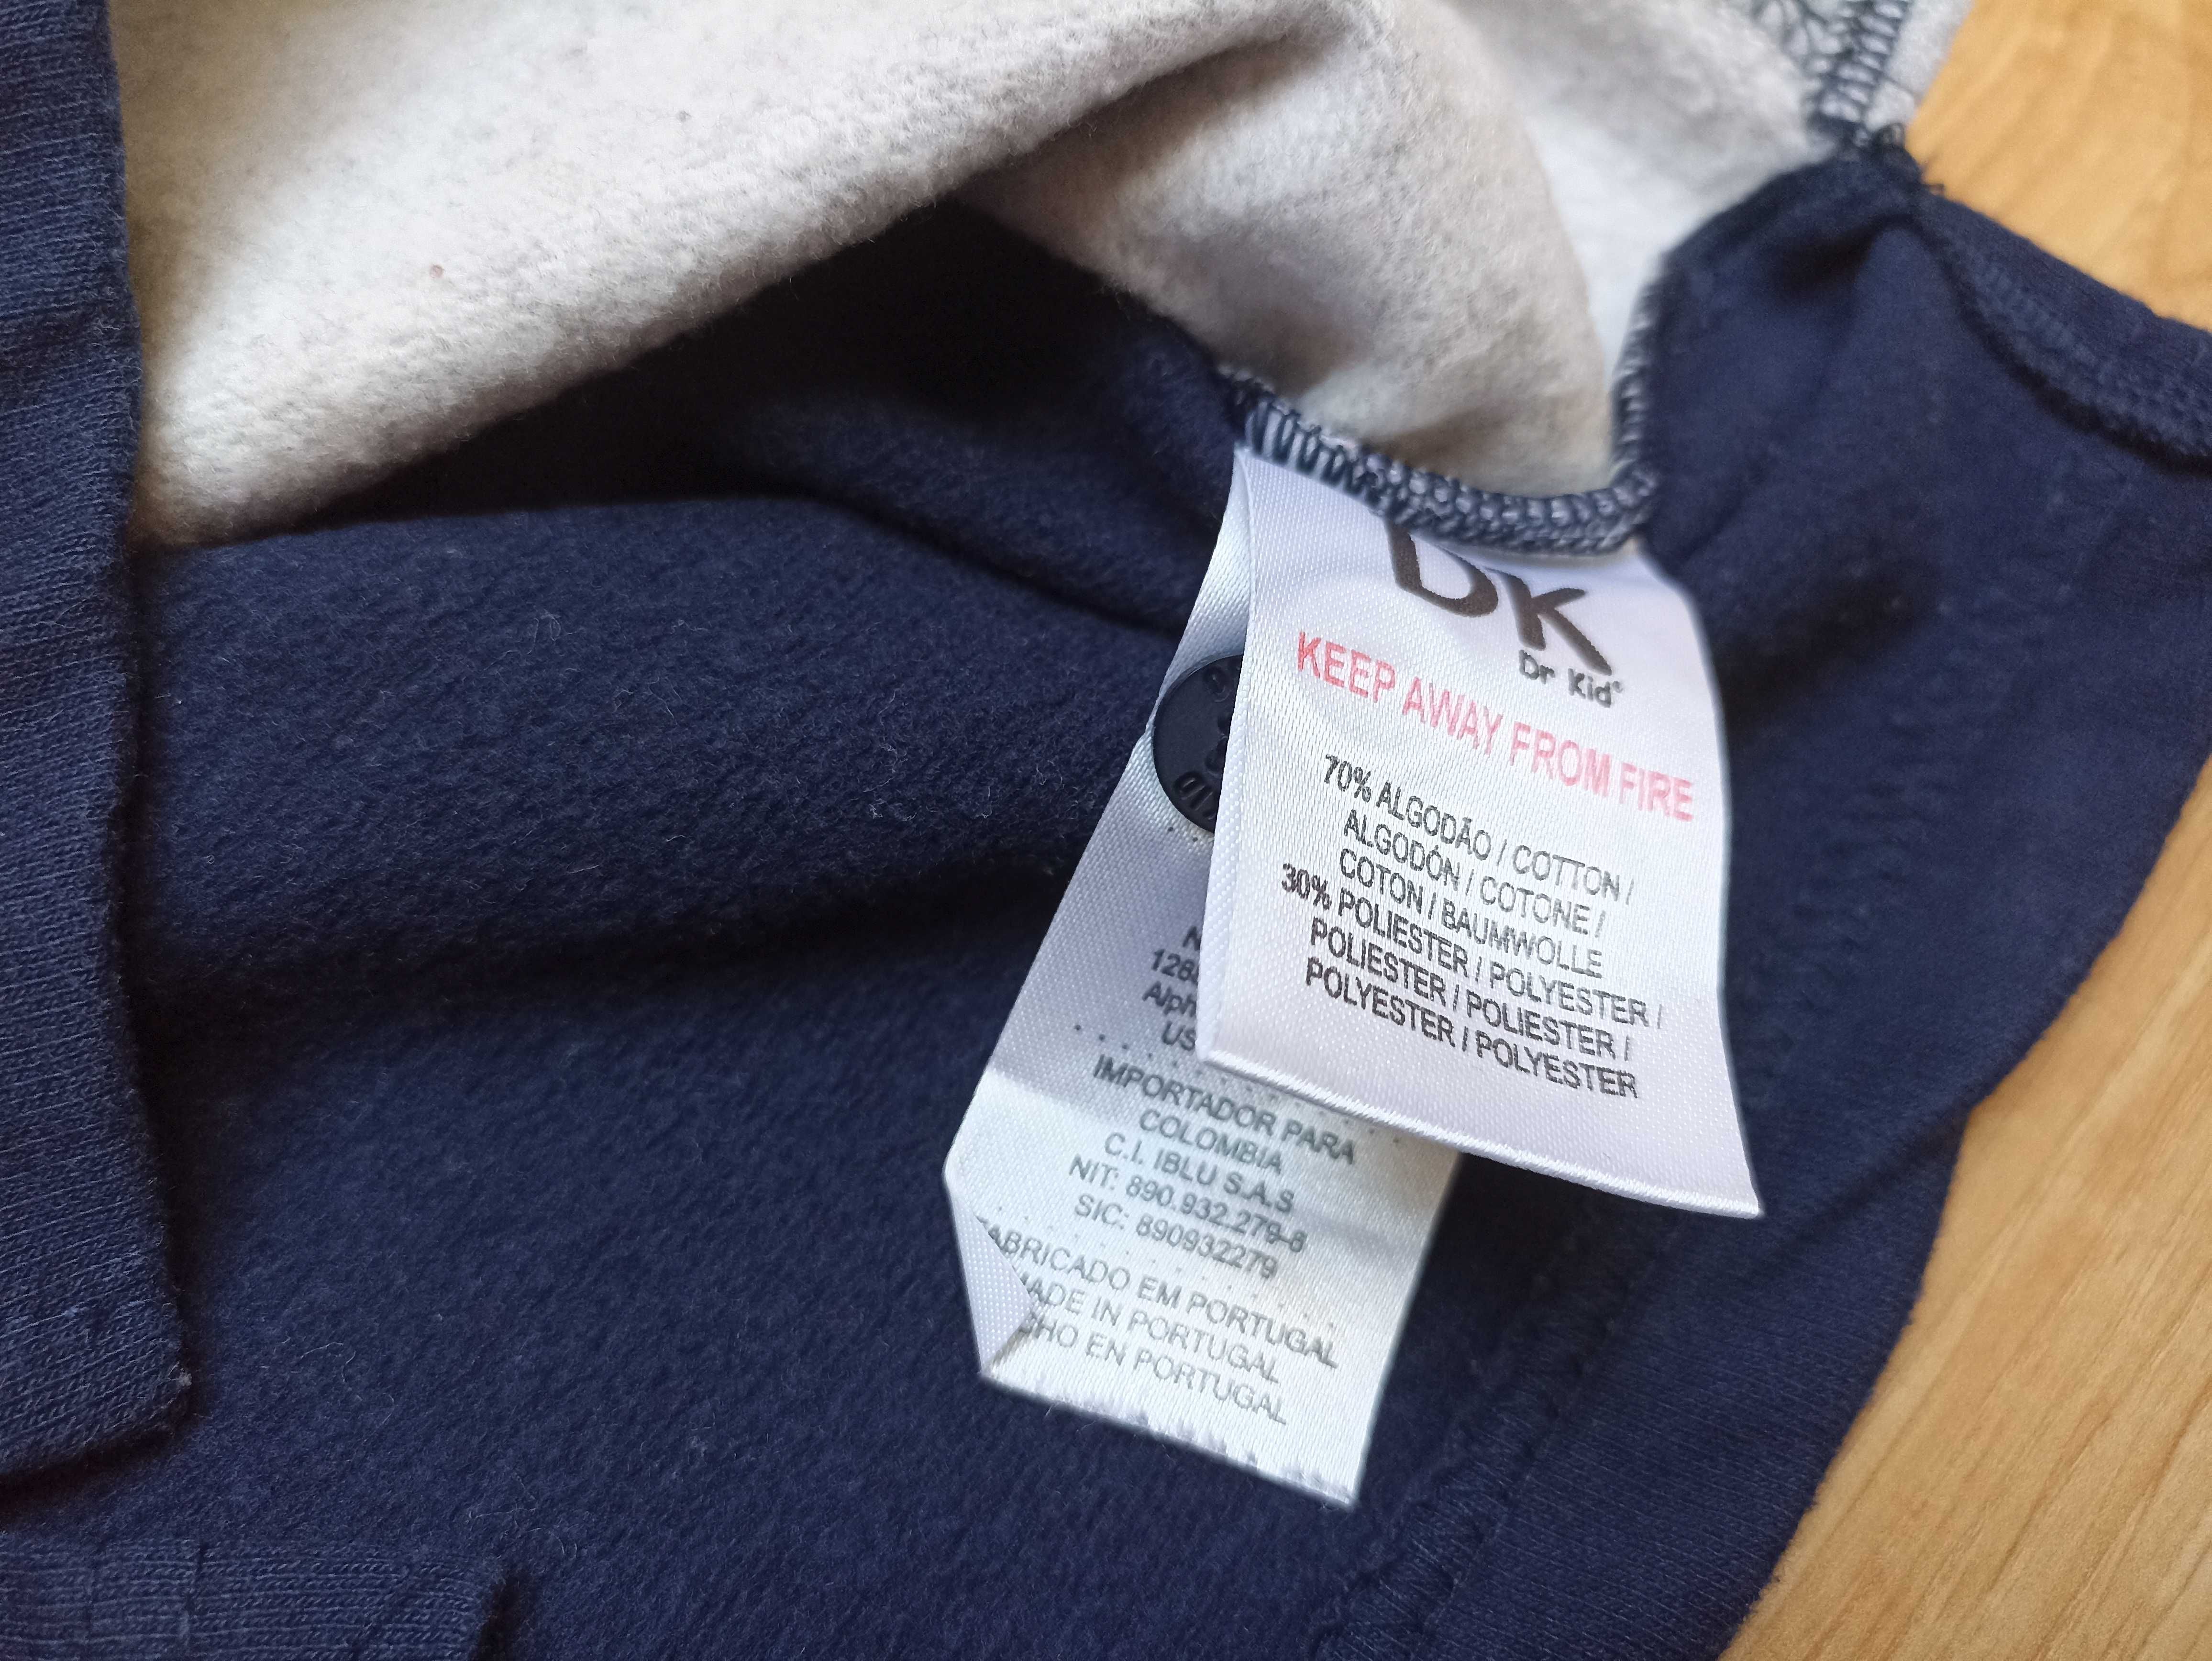 DK
Dr Kid®
KEEP AWAY FROM FIRE
70% ALGODÃO / COTTON /
ALGODÓN / COTONE /
COTON / BAUMWOLLE
30% POLIESTER / POLYESTER /
POLIESTER / POLIESTER /
POLYESTER / POLYESTER
IMPORTADOR PARA
COLOMBIA
C.I. IBLU S.A.S
NIT: 890.932.279-6
SIC: 890932279
ABRICADO EM PORTUGAL
MADE IN PORTUGAL
CHO EN PORTUGAL